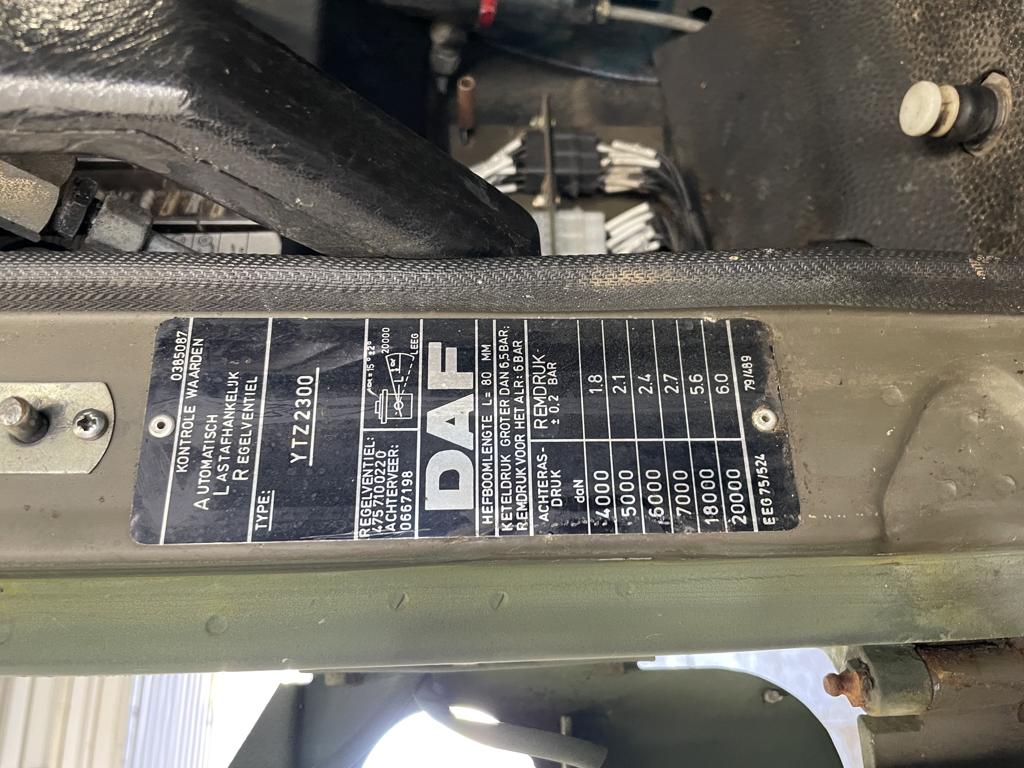 0385087
KONTROLE WAARDEN
AUTOMATISCH
LASTAFHANKELIJK
REGELVENTIEL
TYPE: YTZ2300
REGELVENTIEL:
4757100220
ACHTERVEER:
0667198
20000
LEEG
L
DAF
HEFBOOMLENGTE L= 80 MM
KETELDRUK GROTER DAN 6,5 BAR;
REMDRUK VOOR HET A.L.R: 6 BAR
ACHTERAS- REMDRUK
DRUK ± 0,2 BAR
daN
4000 1.8
5000 2.1
6000 2.4
7000 2.7
18000 5.6
20000 6.0
EEG 75/524 79/489